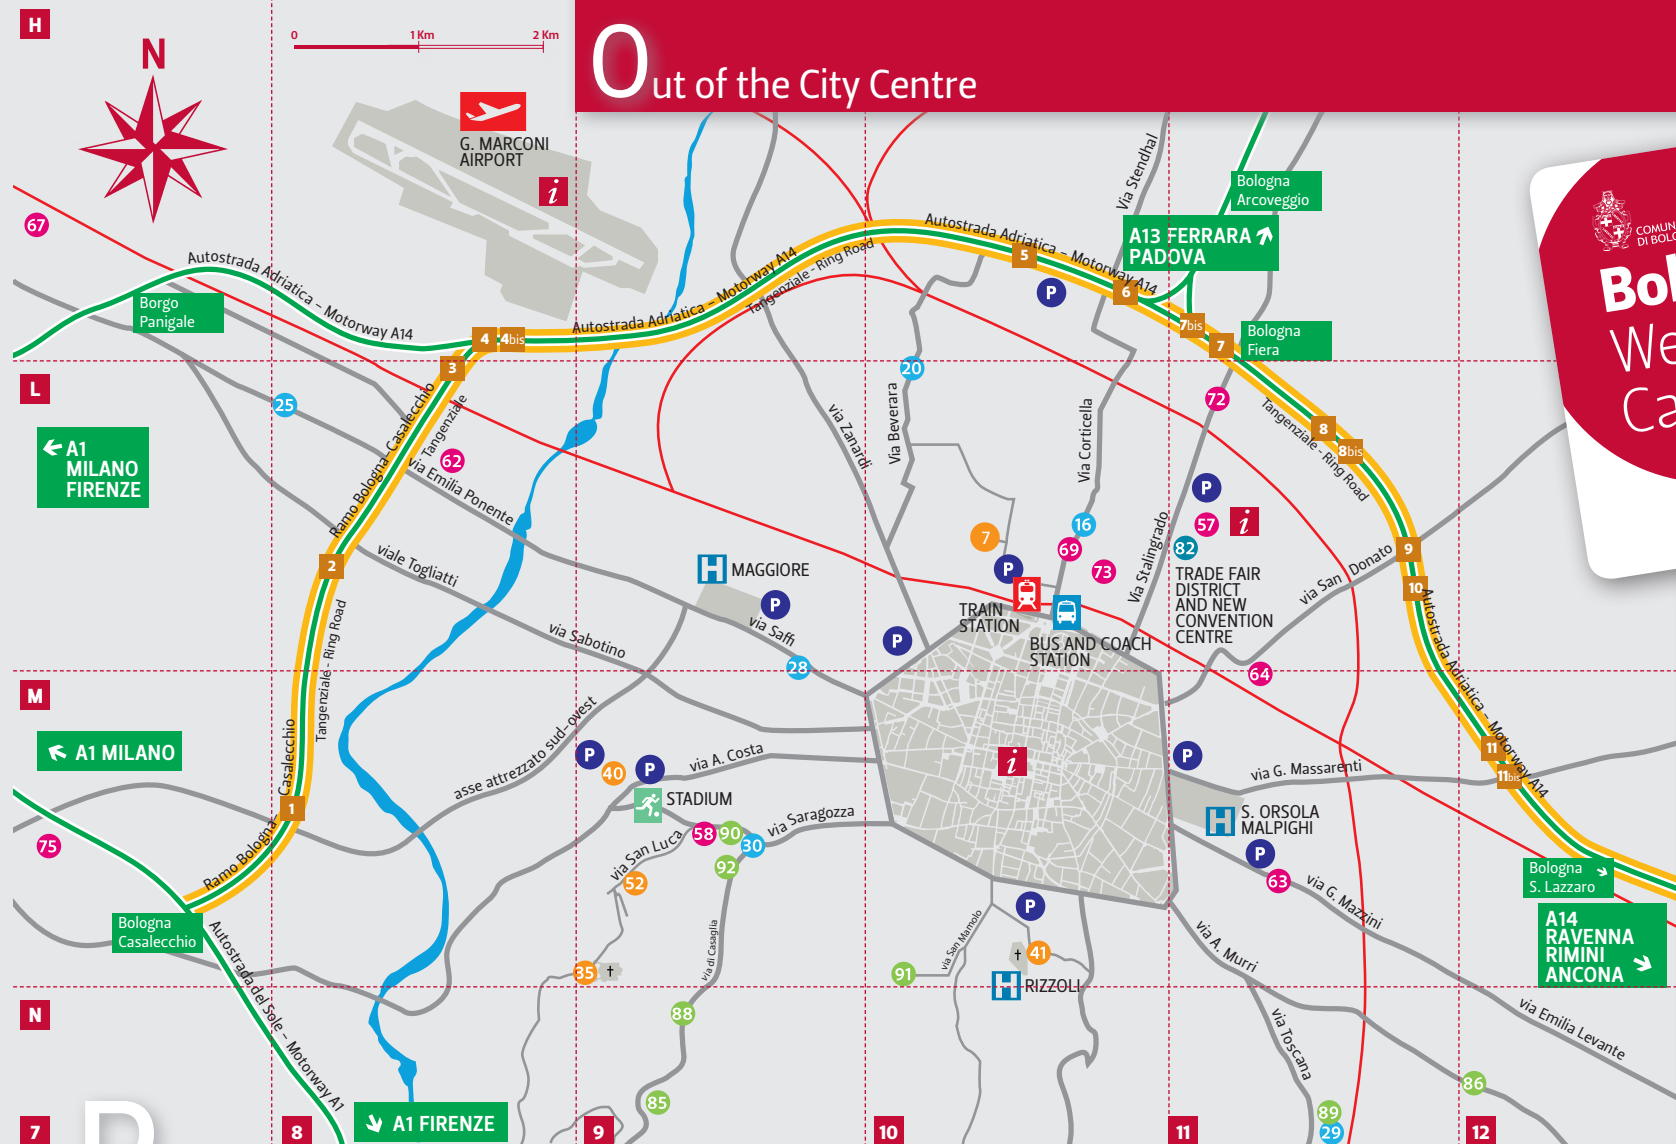 H
N
0
1 Km
2 Km
Out of the City Centre
G. MARCONI
AIRPORT
i
67
Autostrada Adriatica – Motorway A14
Borgo
Panigale
4
4bis
3
Autostrada Adriatica – Motorway A14
Tangenziale - Ring Road
Autostrada Adriatica – Motorway A14
5
P
6
Via Stendhal
Bologna
Arcoveggio
A13 FERRARA
PADOVA
7bis
7
Bologna
Fiera
COMUN
DI BOLO
Bol
We
Ca
L
25
A1
MILANO
FIRENZE
Ramo Bologna-Casalecchio
Tangenziale
62
via Emilia Ponente
2
viale Togliatti
via Sabotino
H
MAGGIORE
P
via Saffi
28
via Zanardi
20
Via Beverara
Via Corticella
7
P
16
69
73
TRAIN
STATION
BUS AND COACH
STATION
P
Via Stalingrado
72
P
57
i
82
TRADE FAIR
DISTRICT
AND NEW
CONVENTION
CENTRE
64
Tangenziale - Ring Road
8
8bis
via San Donato
9
10
Autostrada Adriatica – Motorway A14
M
A1 MILANO
Tangenziale - Ring Road
Ramo Bologna-Casalecchio
1
75
Bologna
Casalecchio
asse attrezzato sud-ovest
P
40
P
via A. Costa
STADIUM
via San Luca
58
90
30
via Saragozza
92
52
35
via di Casaglia
i
P
via G. Massarenti
H
S. ORSOLA
MALPIGHI
P
63
via G. Mazzini
11
11bis
Bologna
S. Lazzaro
A14
RAVENNA
RIMINI
ANCONA
via A. Murri
P
via San Mamolo
41
91
H
RIZZOLI
N
Autostrada del Sole – Motorway A1
A1 FIRENZE
88
85
via Toscana
via Emilia Levante
86
89
29
7
8
9
10
11
12